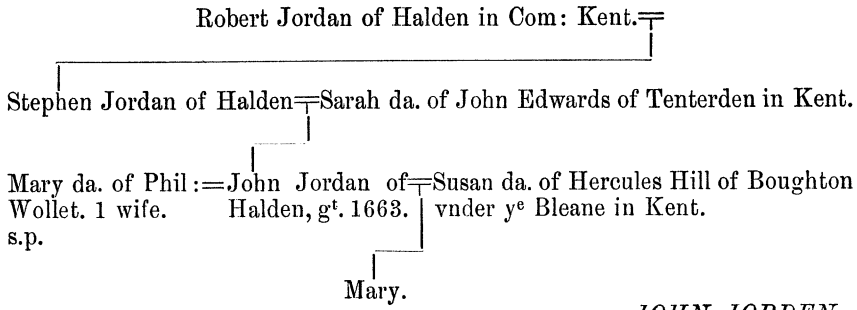 Robert Jordan of Halden in Com: Kent.
Stephen Jordan of Halden=Sarah da. of John Edwards of Tenterden in Kent.
Mary da. of Phil:=John Jordan of=Susan da. of Hercules Hill of Boughton
Wollet. 1 wife. Halden, gᵗ. 1663. vnder yᵉ Bleane in Kent.
s.p.
Mary.
JOHN JORDEN